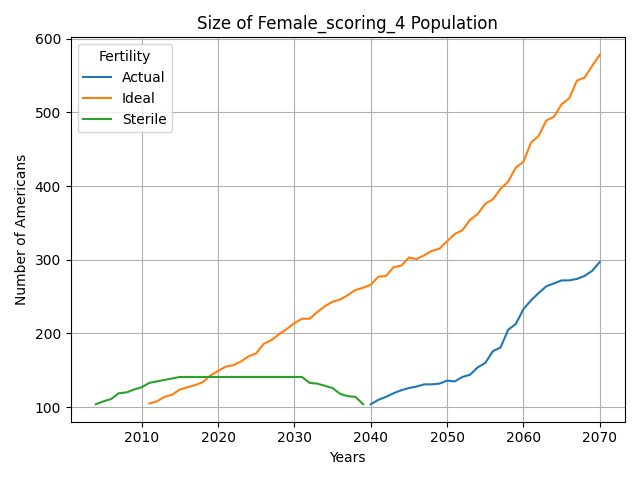 Size of Female_scoring_4 Population
Fertility
Actual
Ideal
Sterile
Number of Americans
600
500
400
300
200
100
2010 2020 2030 2040 2050 2060 2070
Years